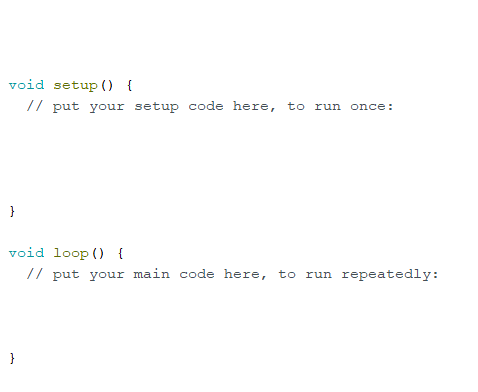 void setup() {
  // put your setup code here, to run once:
}
void loop() {
  // put your main code here, to run repeatedly:
}